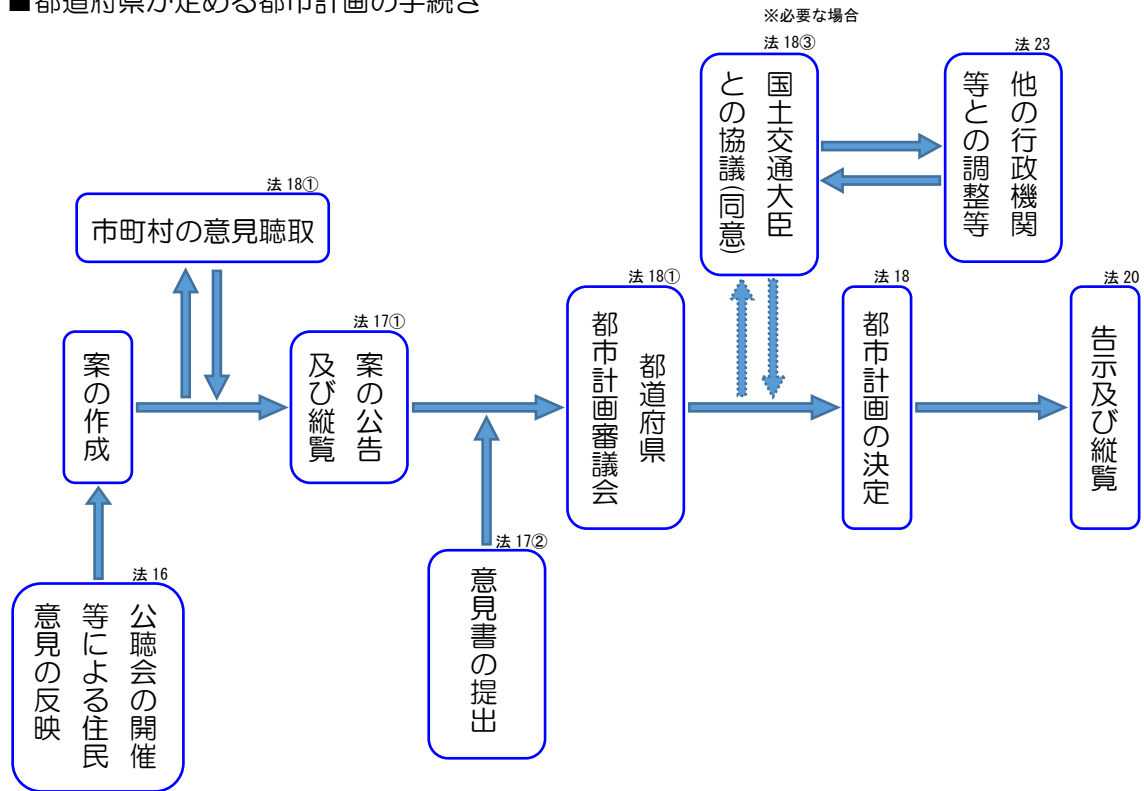 ■都道府県が定める都市計画の手続き
※必要な場合
法 18③
国土交通大臣
との協議(同意)
法 23
他の行政機関
等との調整等
法 18①
市町村の意見聴取
案の作成
法 17①
案の公告
及び縦覧
法 18①
都道府県
都市計画審議会
法 18
都市計画の決定
法 20
告示及び縦覧
法 16
公聴会の開催
等による住民
意見の反映
法 17②
意見書の提出